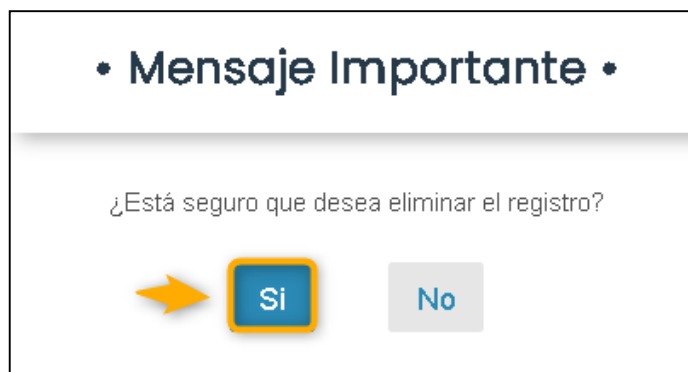 • Mensaje Importante •
¿Está seguro que desea eliminar el registro?
Si No